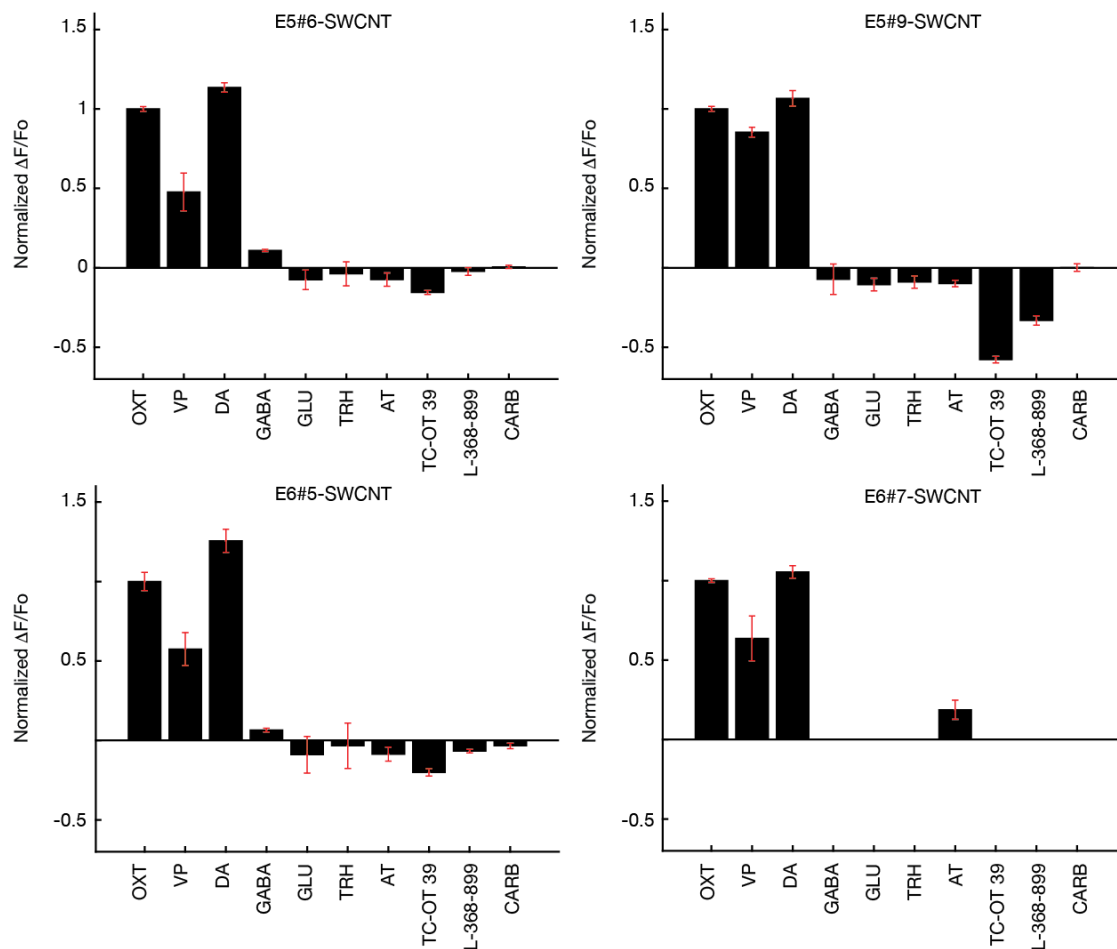 E5#6-SWCNT
Normalized ΔF/Fo
1.5
1
0.5
0
-0.5
OXT
VP
DA
GABA
GLU
TRH
AT
TC-OT 39
L-368-899
CARB
E5#9-SWCNT
Normalized ΔF/Fo
1.5
1
0.5
0
-0.5
OXT
VP
DA
GABA
GLU
TRH
AT
TC-OT 39
L-368-899
CARB
E6#5-SWCNT
Normalized ΔF/Fo
1.5
0.5
-0.5
OXT
VP
DA
GABA
GLU
TRH
AT
TC-OT 39
L-368-899
CARB
E6#7-SWCNT
Normalized ΔF/Fo
1.5
0.5
-0.5
OXT
VP
DA
GABA
GLU
TRH
AT
TC-OT 39
L-368-899
CARB